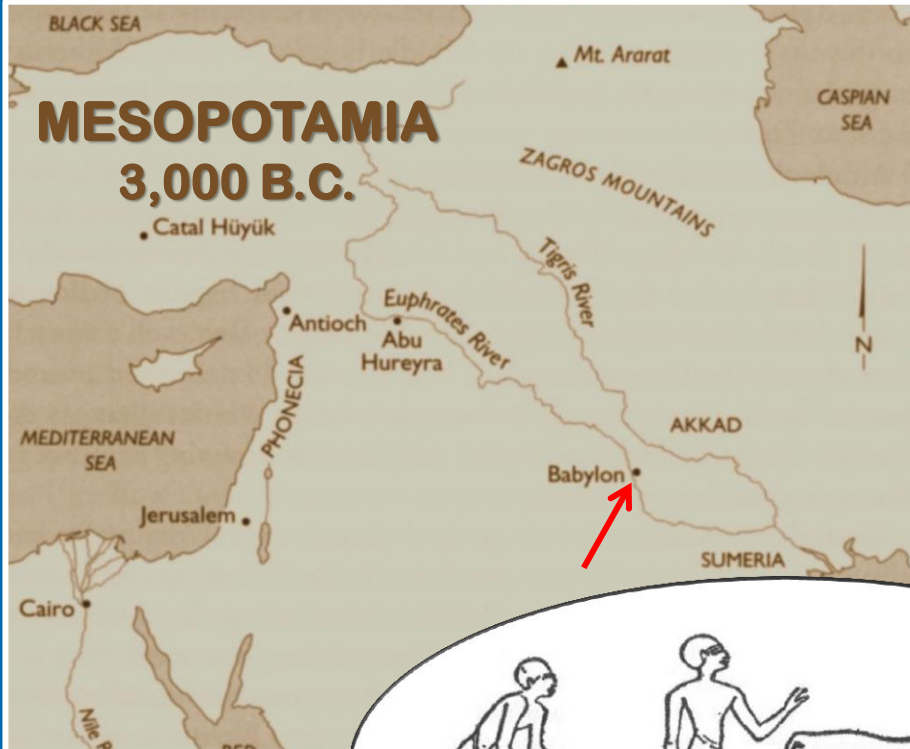 BLACK SEA
Mt. Ararat
MESOPOTAMIA
3,000 B.C.
CASPIAN
SEA
ZAGROS MOUNTAINS
Catal Hüyük
Tigris River
Euphrates River
Antioch
Abu
Hureyra
N
PHONECIA
AKKAD
MEDITERRANEAN
SEA
Babylon
Jerusalem
SUMERIA
Cairo
Nile